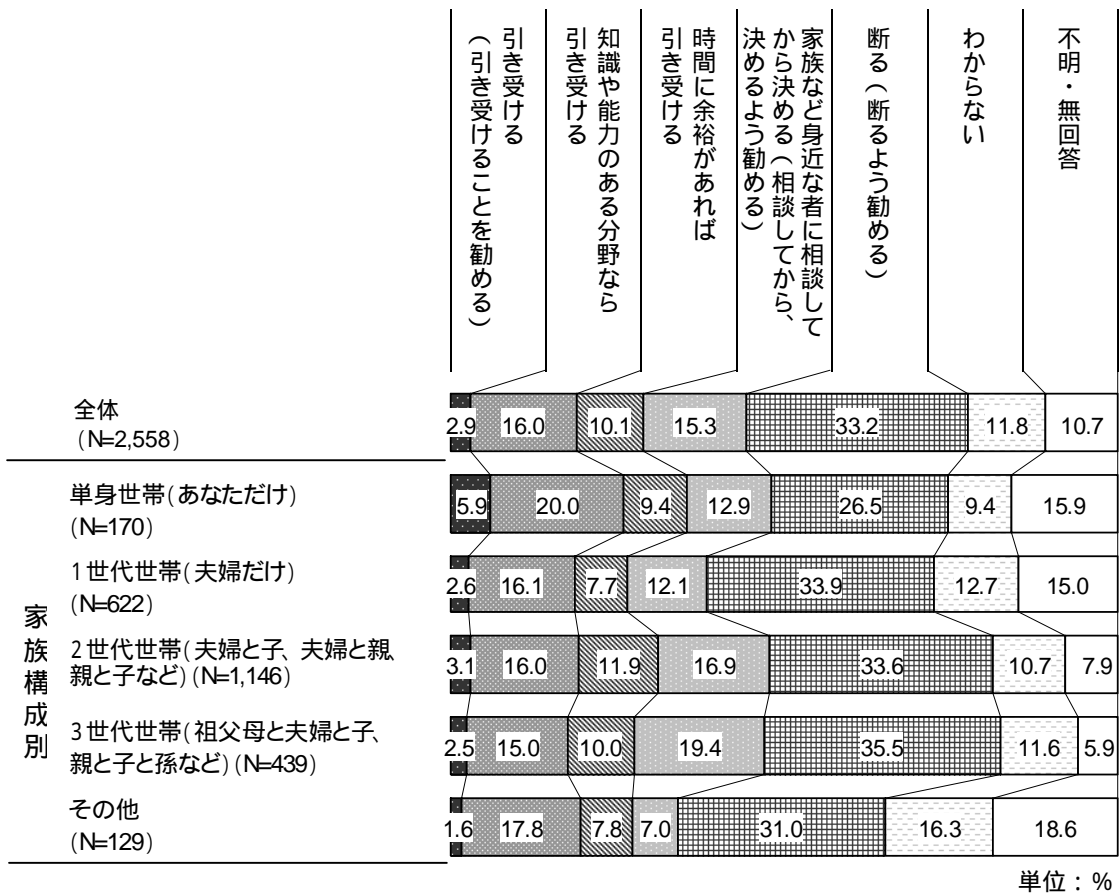 引き受ける
（引き受けることを勧める）
知識や能力のある分野なら
引き受ける
時間に余裕があれば
引き受ける
家族など身近な者に相談して
から決める（相談してから、
決めるよう勧める）
断る（断るよう勧める）
わからない
不明・無回答
全体
（N=2,558）
2.9 16.0 10.1 15.3 33.2 11.8 10.7
家族構成別
単身世帯（あなただけ）
（N=170）
5.9 20.0 9.4 12.9 26.5 9.4 15.9
1世代世帯（夫婦だけ）
（N=622）
2.6 16.1 7.7 12.1 33.9 12.7 15.0
2世代世帯（夫婦と子、夫婦と親、
親と子など）（N=1,146）
3.1 16.0 11.9 16.9 33.6 10.7 7.9
3世代世帯（祖父母と夫婦と子、
親と子と孫など）（N=439）
2.5 15.0 10.0 19.4 35.5 11.6 5.9
その他
（N=129）
1.6 17.8 7.8 7.0 31.0 16.3 18.6
単位：%